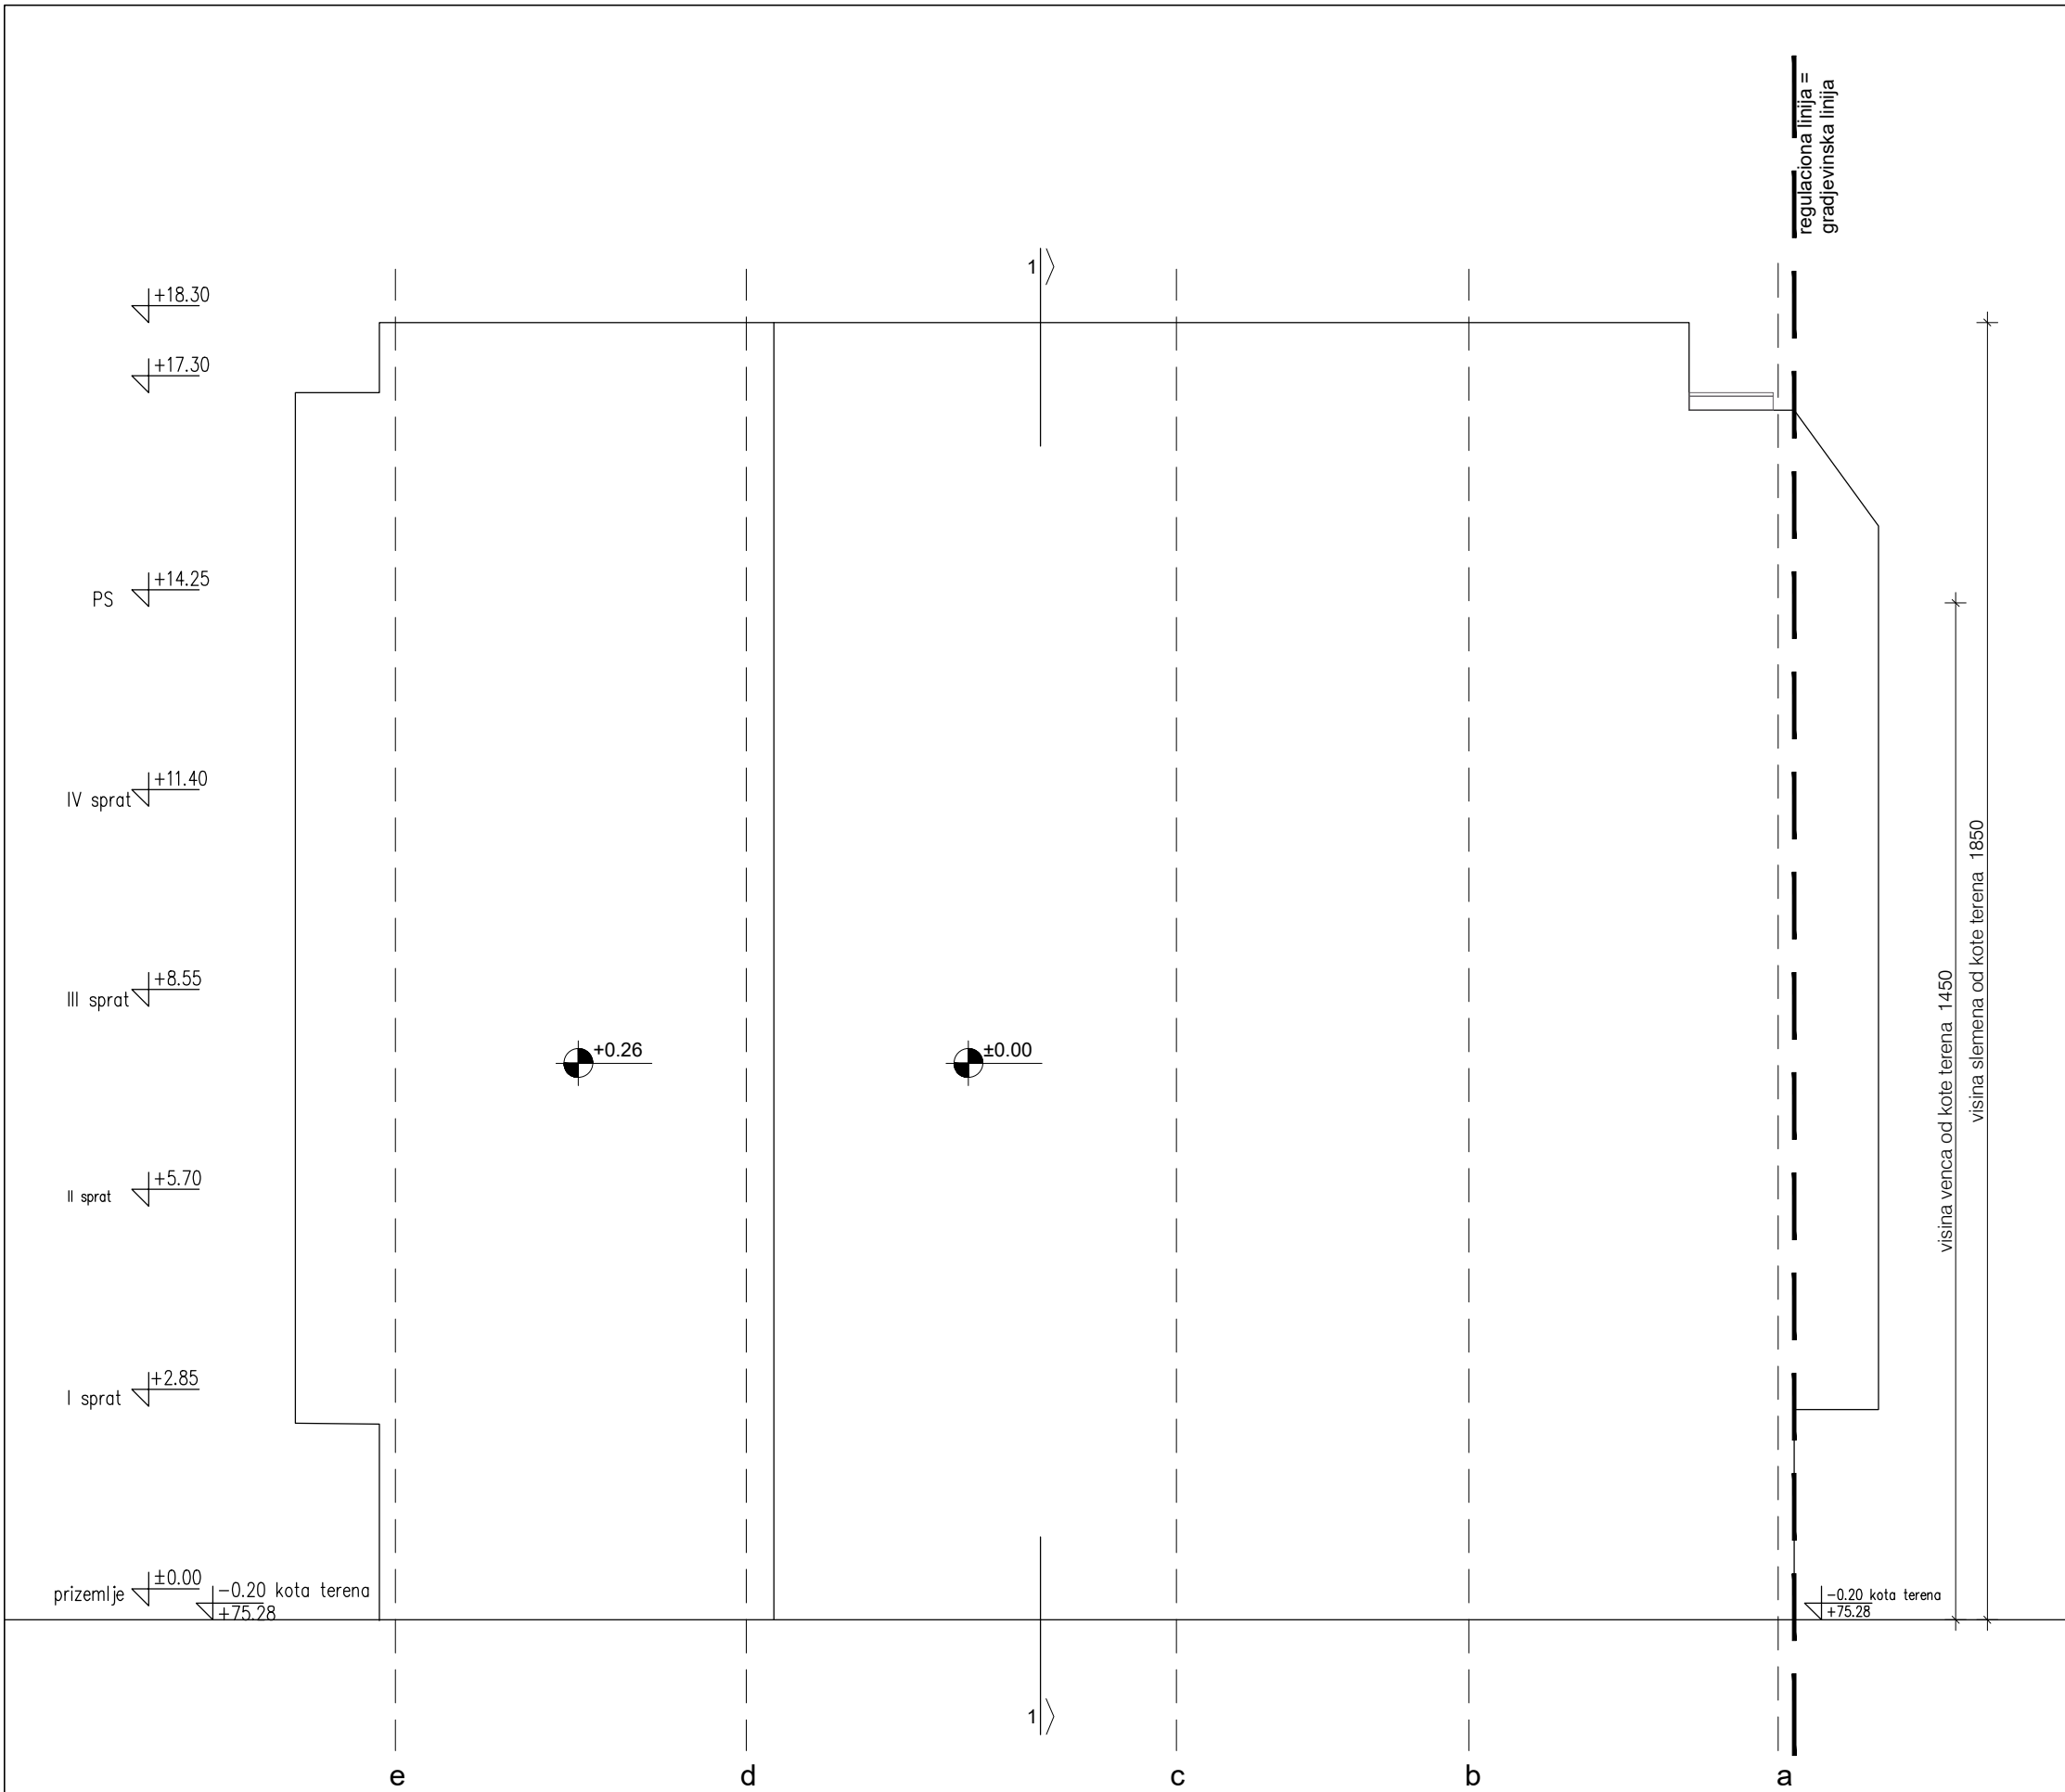 regulaciona linija =
gradjevinska linija
1
+18.30
+17.30
PS +14.25
IV sprat +11.40
visina slemena od kote terena 1850
visina venca od kote terena 1450
III sprat +8.55
+0.26
±0.00
II sprat +5.70
I sprat +2.85
prizemlje ±0.00
-0.20 kota terena
+75.28
-0.20 kota terena
+75.28
1
e
d
c
b
a